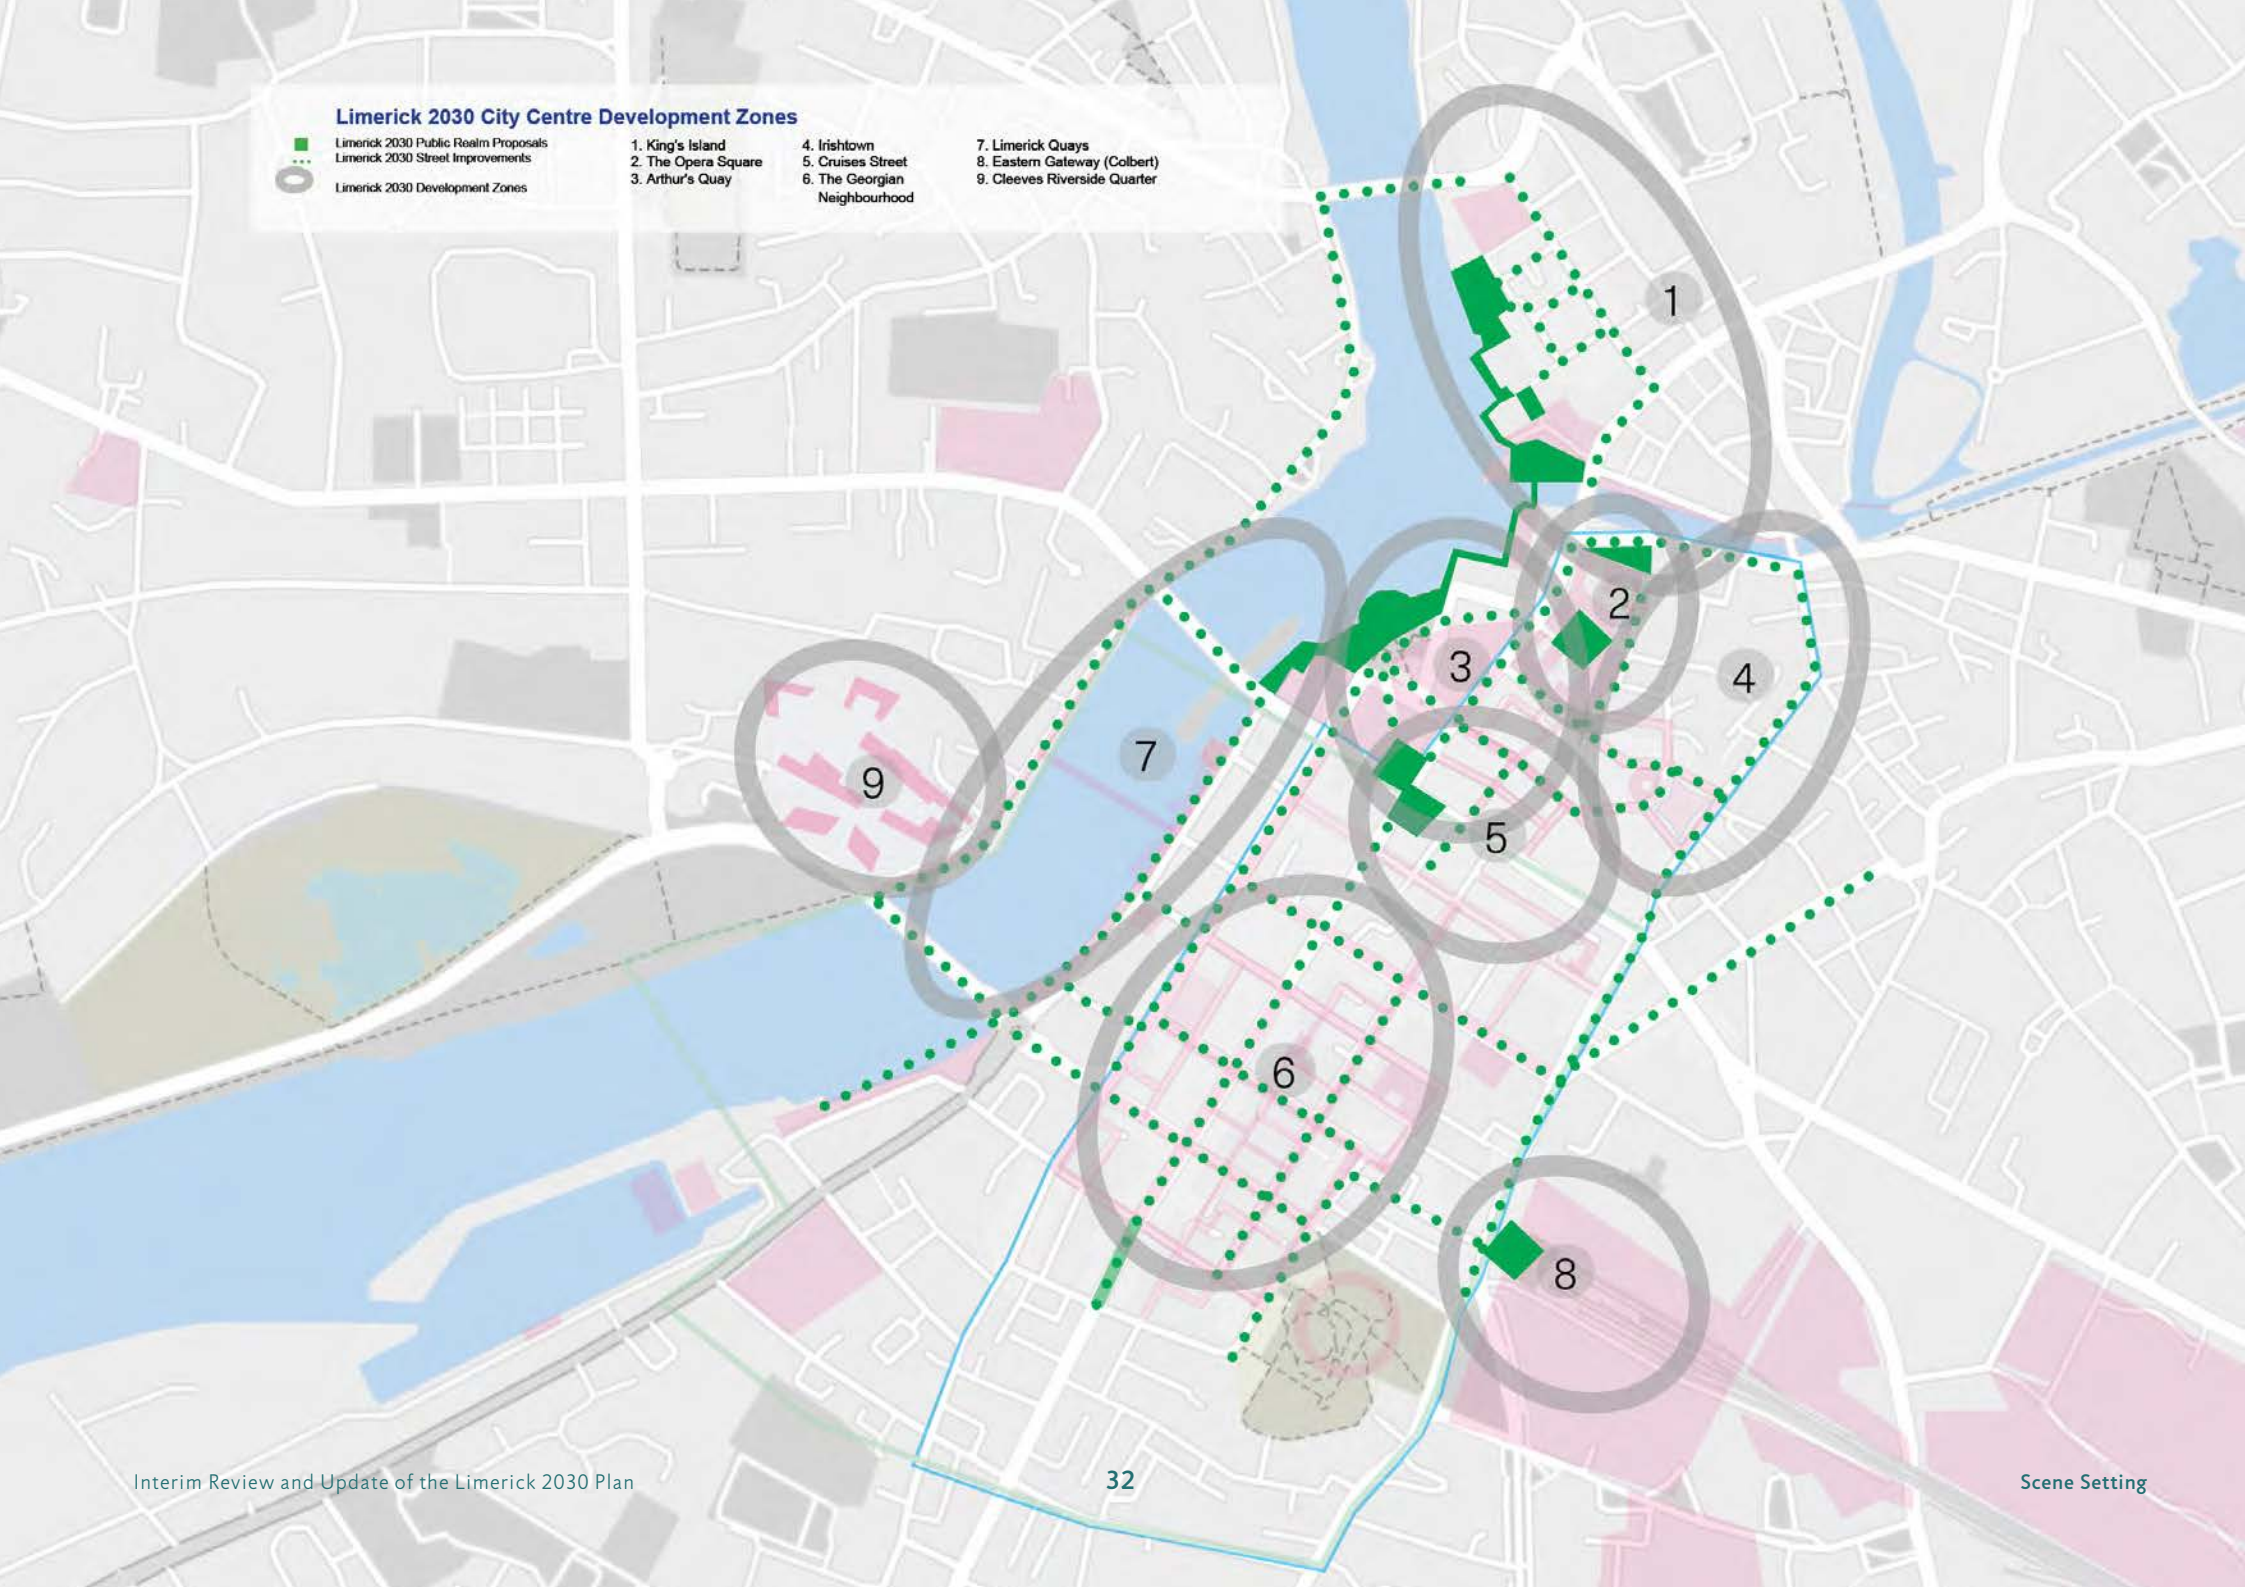 Limerick 2030 City Centre Development Zones
Limerick 2030 Public Realm Proposals
Limerick 2030 Street Improvements
Limerick 2030 Development Zones
1. King's Island
2. The Opera Square
3. Arthur's Quay
4. Irishtown
5. Cruises Street
6. The Georgian
Neighbourhood
7. Limerick Quays
8. Eastern Gateway (Colbert)
9. Cleeves Riverside Quarter
1
2
3
4
7
9
5
6
8
Interim Review and Update of the Limerick 2030 Plan
32
Scene Setting